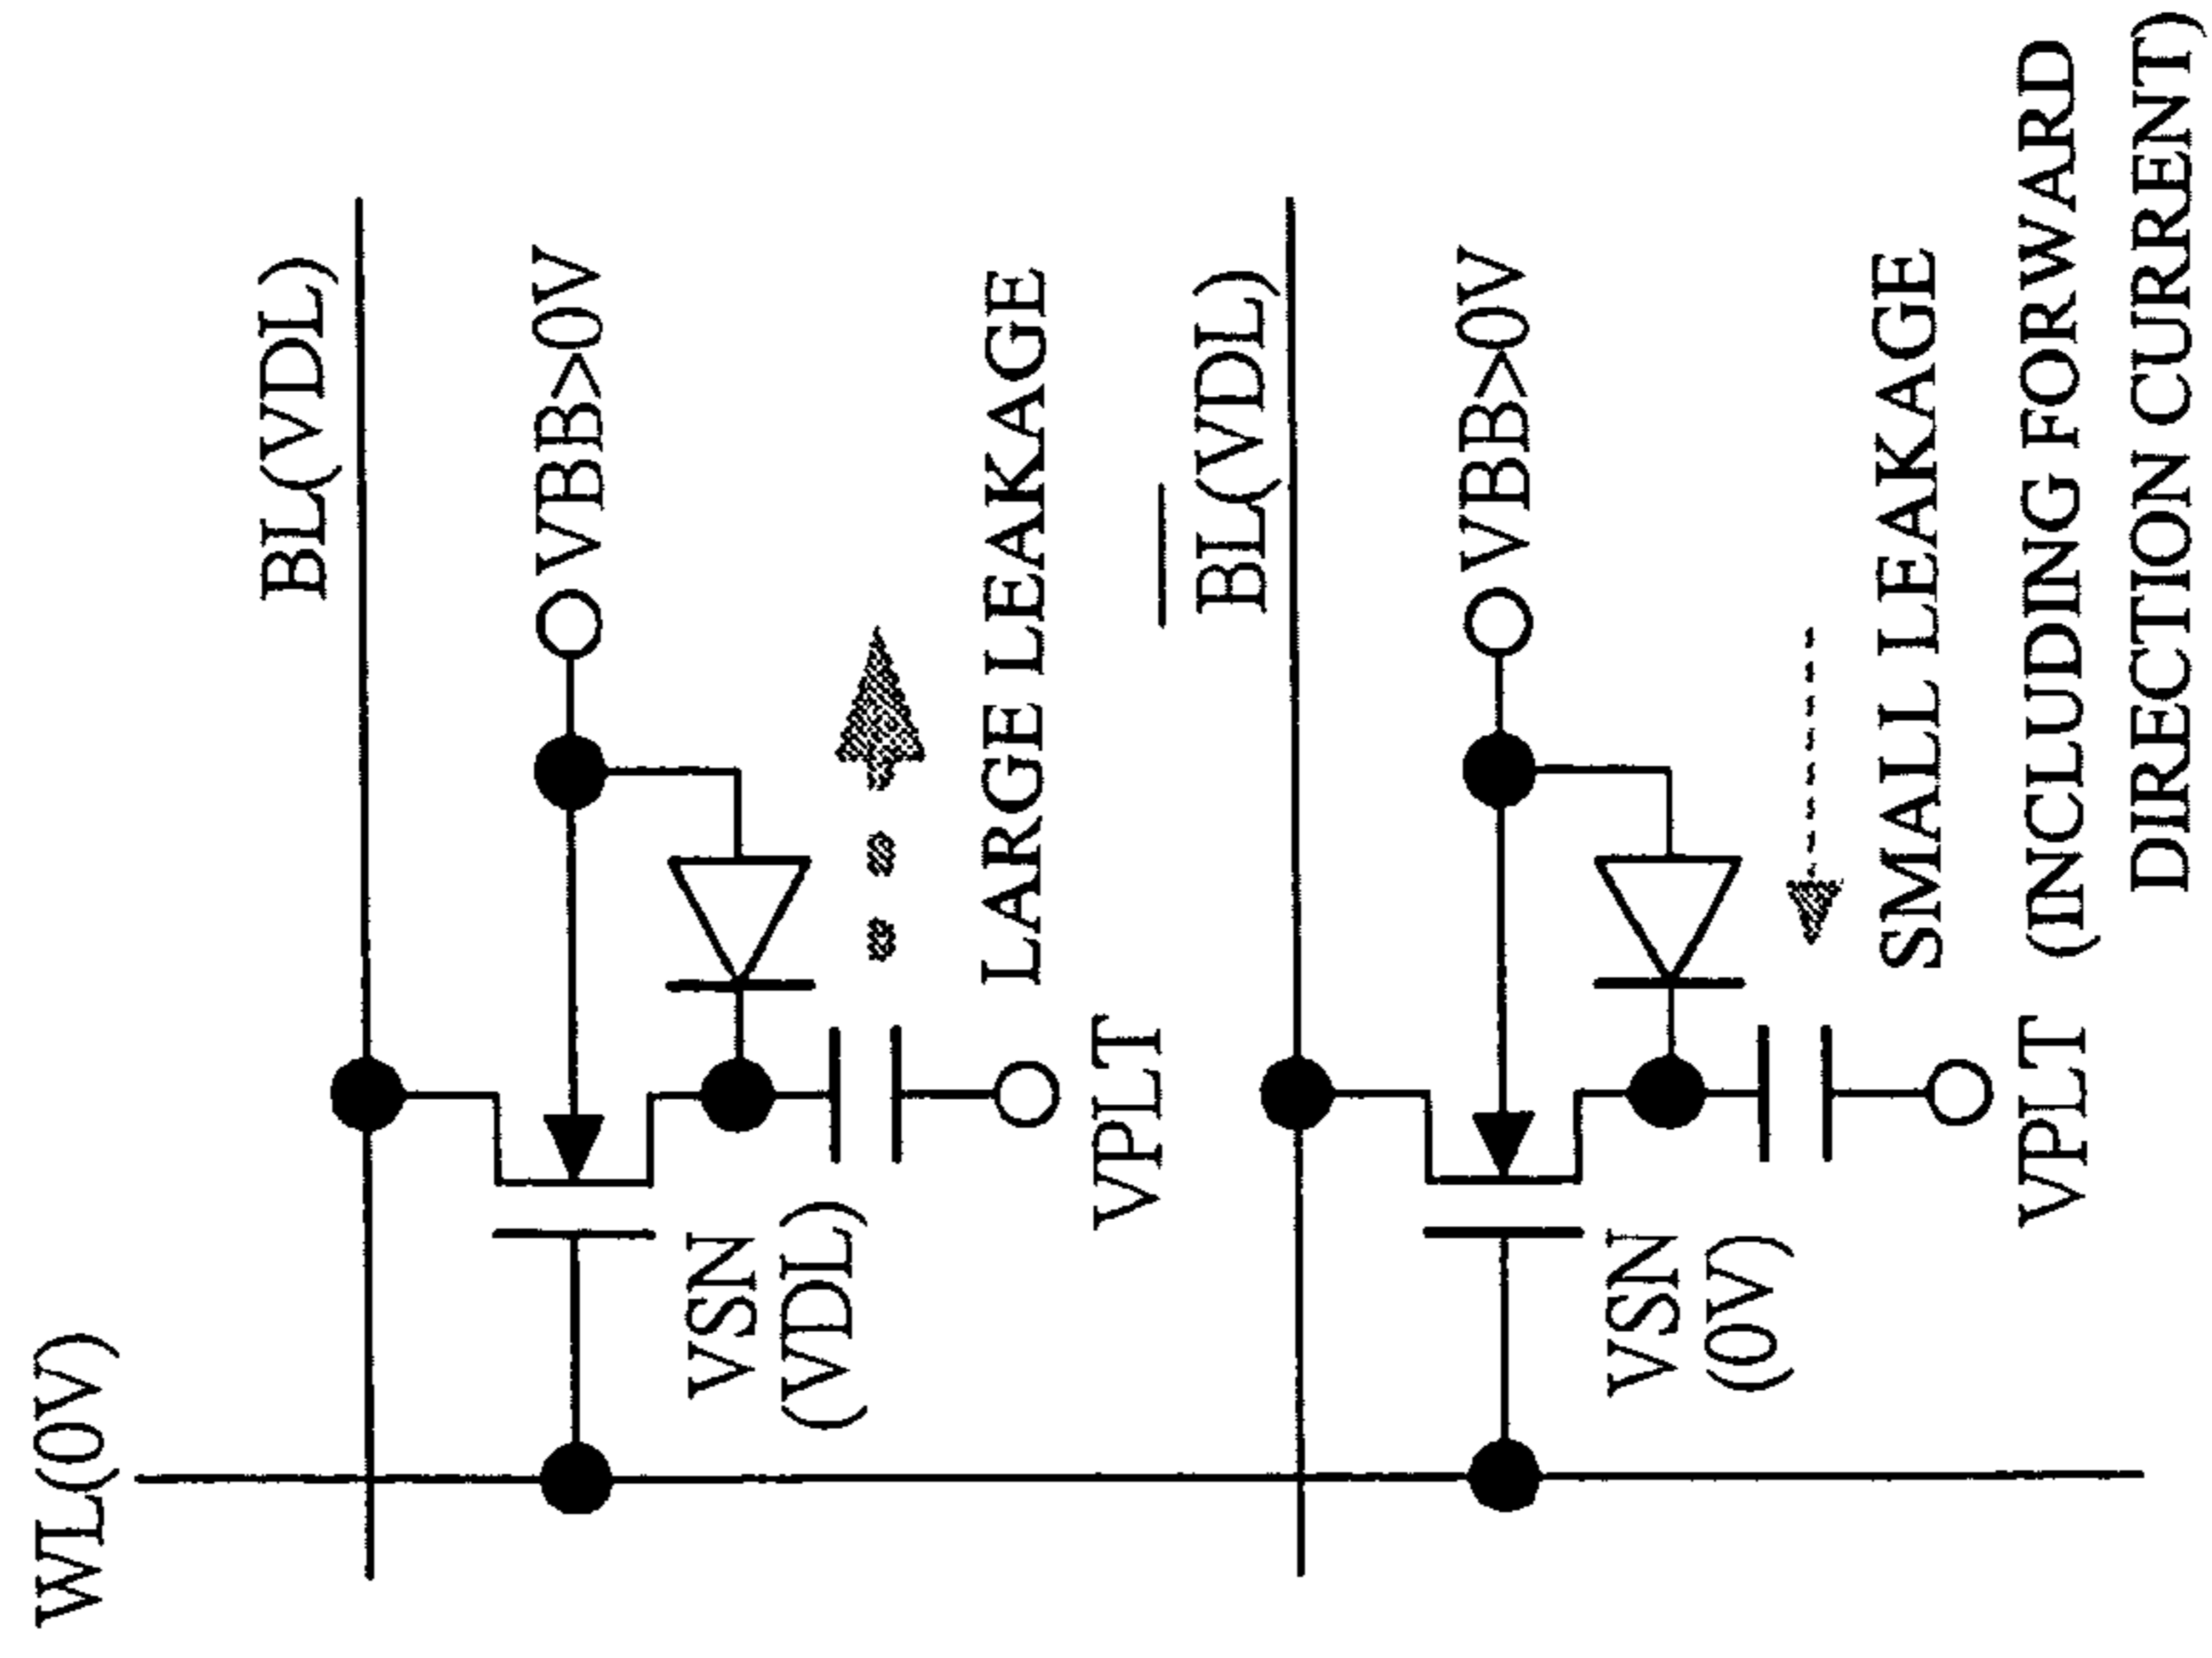 WL(0V)
BL(VDL)
VBB>0V
VSN
(VDL)
LARGE LEAKAGE
VPLT
B̅L̅(VDL)
VBB>0V
VSN
(0V)
SMALL LEAKAGE
VPLT
(INCLUDING FORWARD
DIRECTION CURRENT)